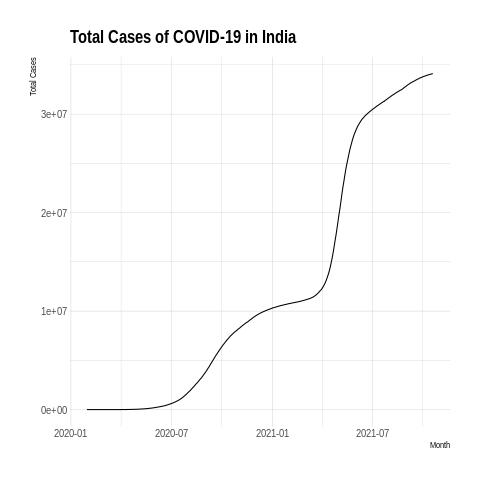 Total Cases of COVID-19 in India
Total Cases
3e+07
2e+07
1e+07
0e+00
2020-01 2020-07 2021-01 2021-07
Month